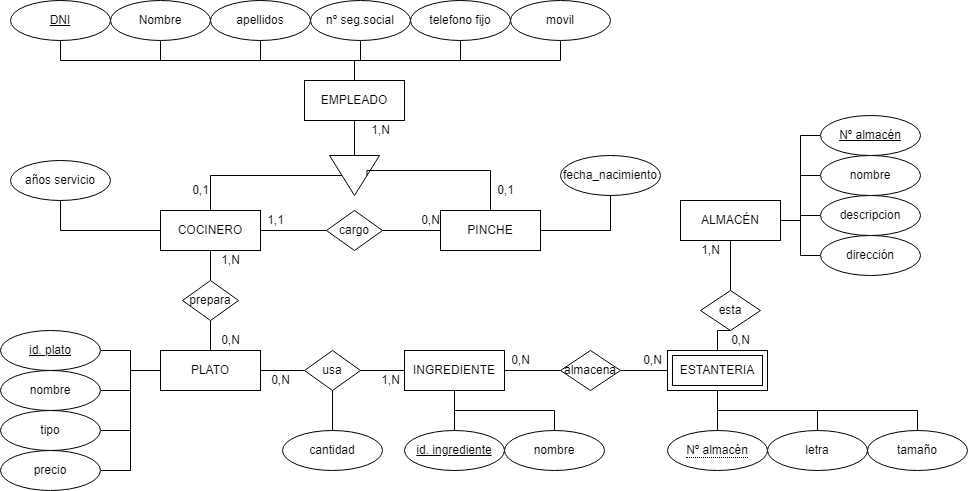 DNI
Nombre
apellidos
nº seg.social
telefono fijo
movil
EMPLEADO
1,N
Nº almacén
nombre
descripcion
dirección
años servicio
fecha_nacimiento
0,1
0,1
COCINERO
1,1
cargo
0,N
PINCHE
ALMACÉN
1,N
1,N
prepara
esta
0,N
0,N
id. plato
nombre
tipo
precio
PLATO
0,N
usa
1,N
INGREDIENTE
0,N
almacena
0,N
ESTANTERIA
cantidad
id. ingrediente
nombre
Nº almacén
letra
tamaño